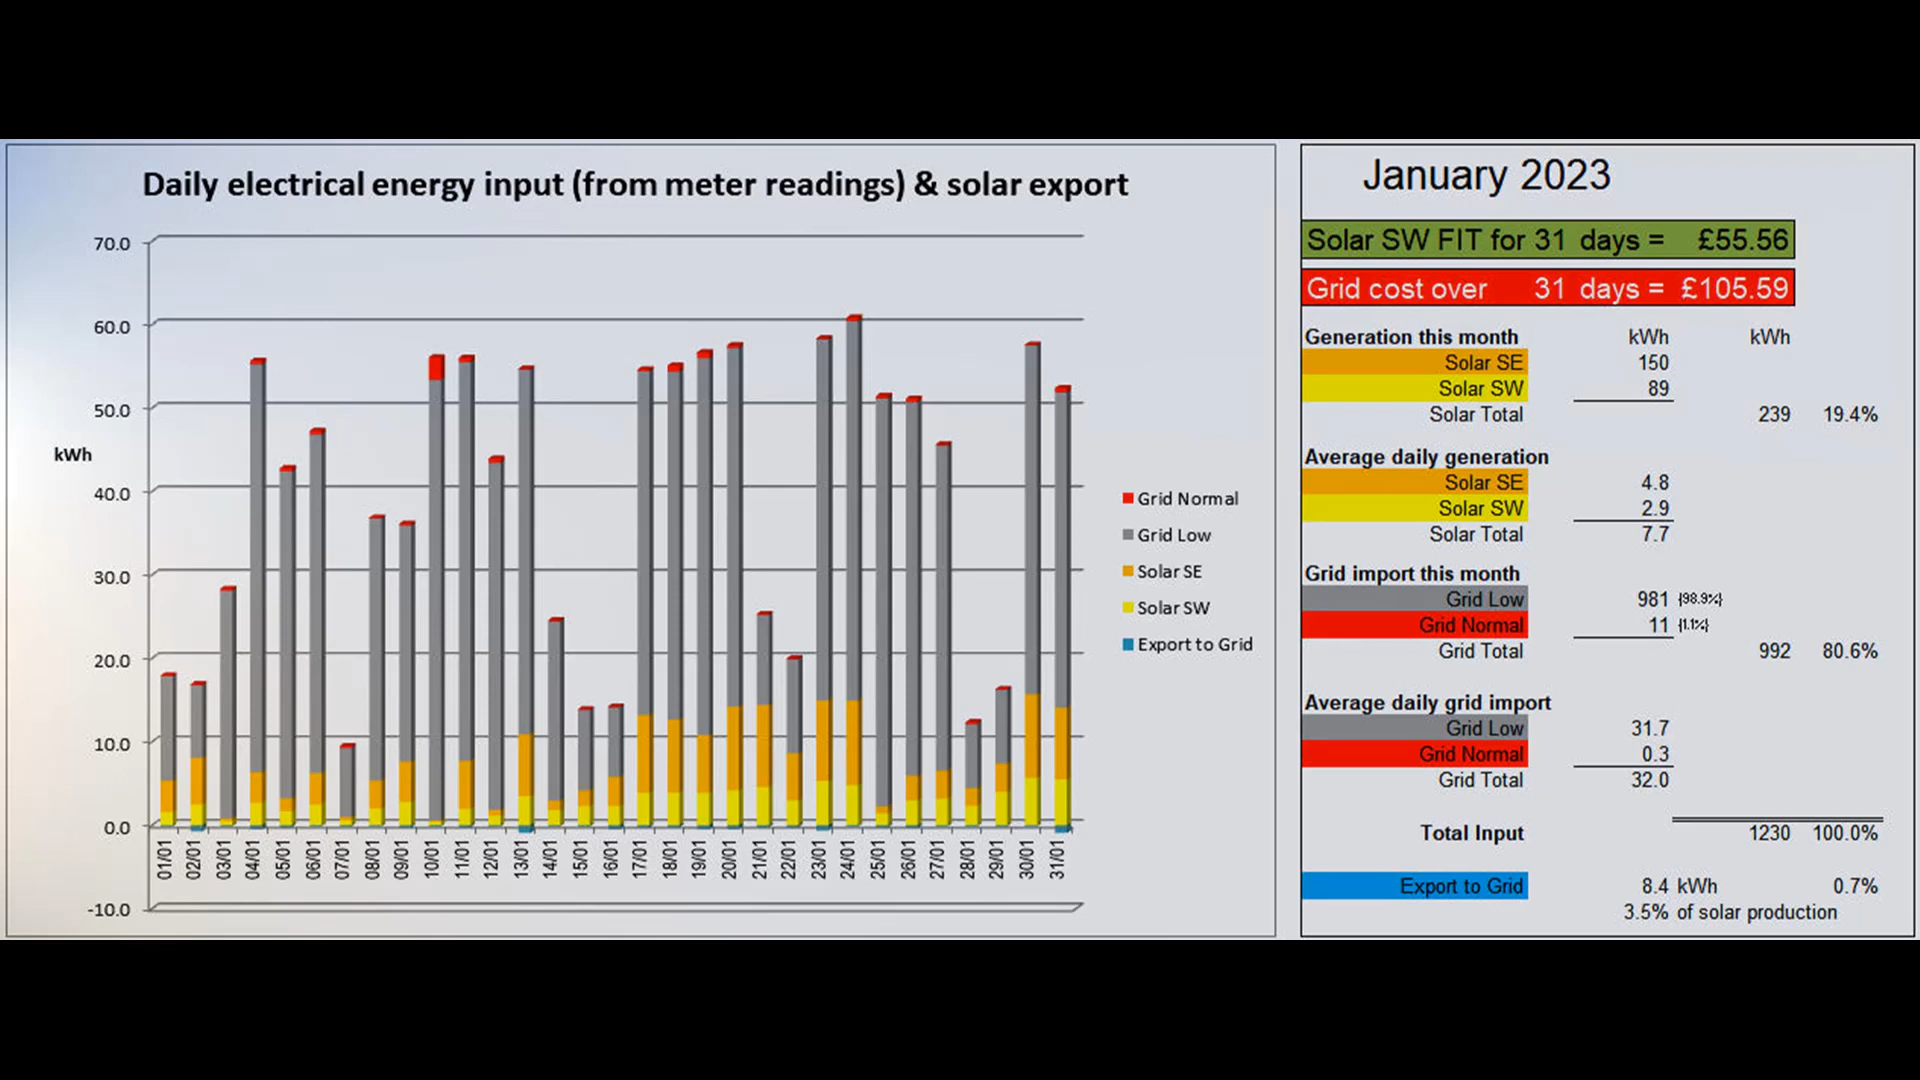 Daily electrical energy input (from meter readings) & solar export
70.0
60.0
50.0
kWh
40.0
30.0
20.0
10.0
0.0
-10.0
01/01 02/01 03/01 04/01 05/01 06/01 07/01 08/01 09/01 10/01 11/01 12/01 13/01 14/01 15/01 16/01 17/01 18/01 19/01 20/01 21/01 22/01 23/01 24/01 25/01 26/01 27/01 28/01 29/01 30/01 31/01
Grid Normal
Grid Low
Solar SE
Solar SW
Export to Grid
January 2023
Solar SW FIT for 31 days = £55.56
Grid cost over 31 days = £105.59
Generation this month kWh kWh
Solar SE 150
Solar SW 89
Solar Total 239 19.4%
Average daily generation
Solar SE 4.8
Solar SW 2.9
Solar Total 7.7
Grid import this month
Grid Low 981 (98.9%)
Grid Normal 11 (1.1%)
Grid Total 992 80.6%
Average daily grid import
Grid Low 31.7
Grid Normal 0.3
Grid Total 32.0
Total Input 1230 100.0%
Export to Grid 8.4 kWh 0.7%
3.5% of solar production